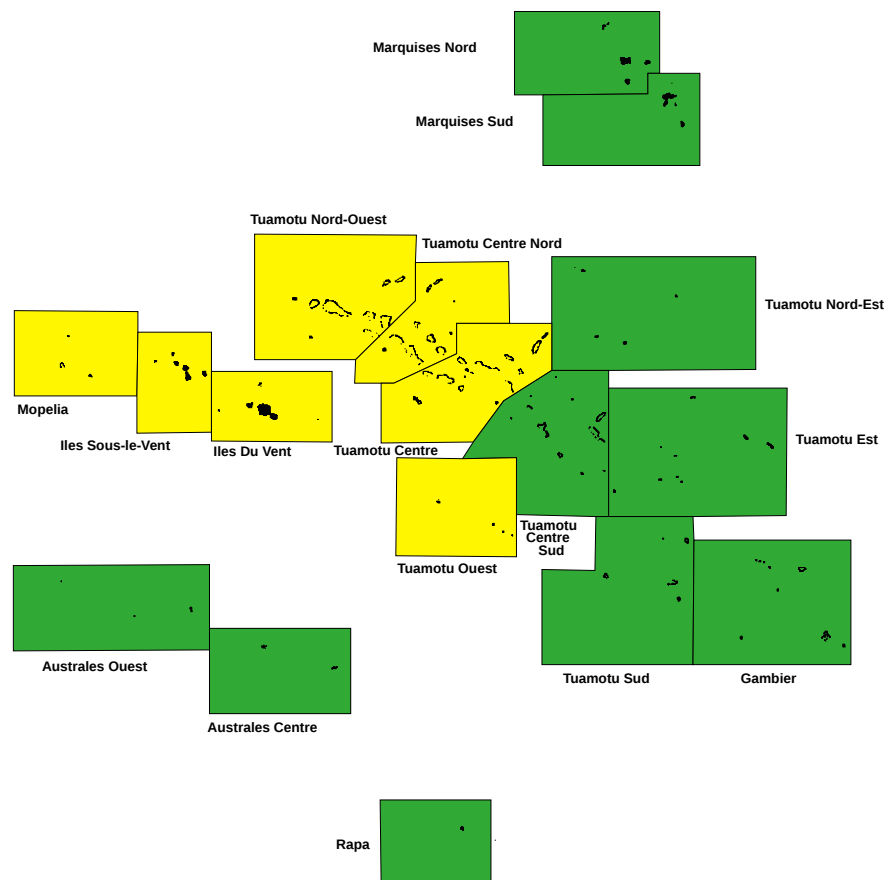 Marquises Nord
Marquises Sud
Tuamotu Nord-Ouest
Tuamotu Centre Nord
Tuamotu Nord-Est
Mopelia
Iles Sous-le-Vent
Iles Du Vent
Tuamotu Centre
Tuamotu Est
Tuamotu
Centre
Sud
Tuamotu Ouest
Australes Ouest
Tuamotu Sud
Gambier
Australes Centre
Rapa